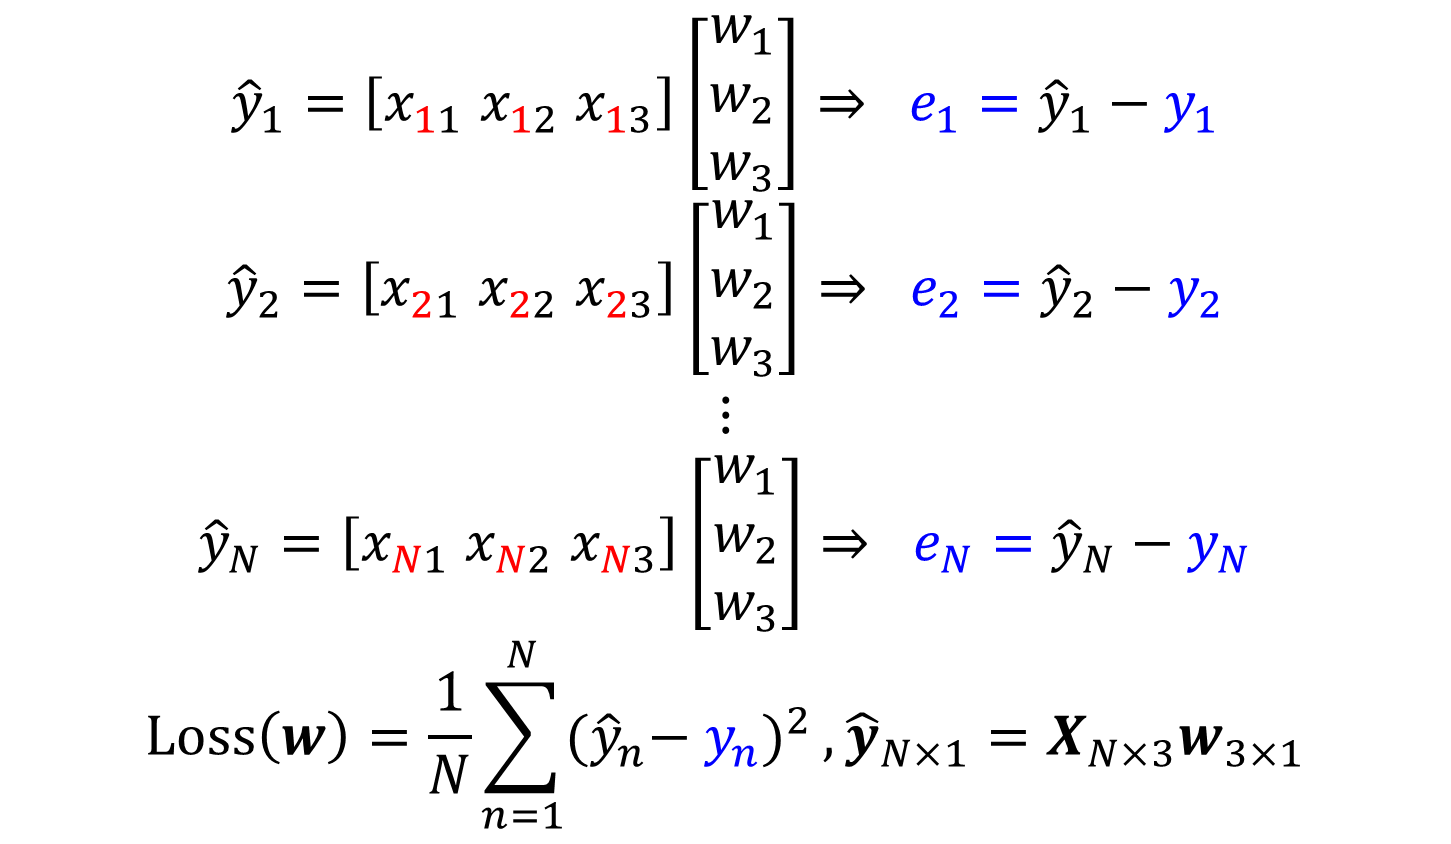 ŷ₁ = [x₁₁ x₁₂ x₁₃] [w₁ w₂ w₃] ⇒ e₁ = ŷ₁ − y₁
ŷ₂ = [x₂₁ x₂₂ x₂₃] [w₁ w₂ w₃] ⇒ e₂ = ŷ₂ − y₂
⋮
ŷ_N = [x_N1 x_N2 x_N3] [w₁ w₂ w₃] ⇒ e_N = ŷ_N − y_N
Loss(w) = 1/N ∑_{n=1}^{N} (ŷ_n − y_n)², ŷ_{N×1} = X_{N×3} w_{3×1}